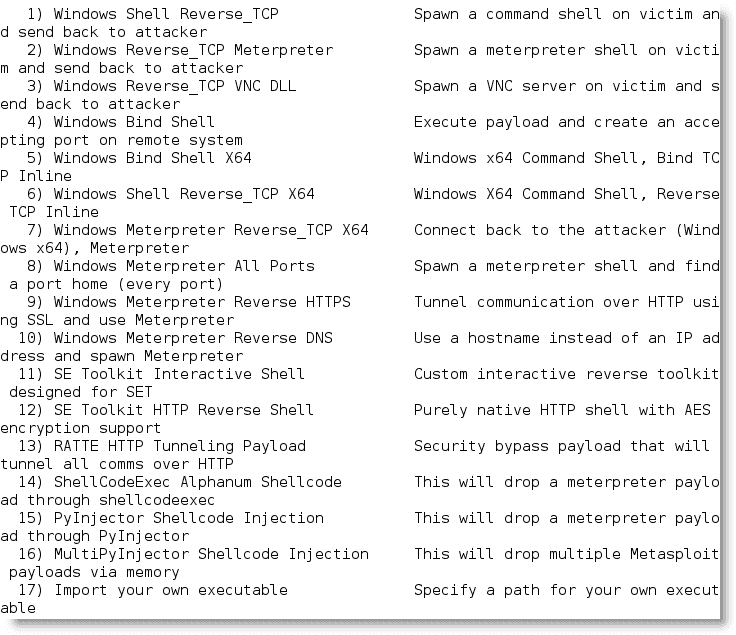 1) Windows Shell Reverse_TCP Spawn a command shell on victim an
d send back to attacker
2) Windows Reverse_TCP Meterpreter Spawn a meterpreter shell on victi
m and send back to attacker
3) Windows Reverse_TCP VNC DLL Spawn a VNC server on victim and s
end back to attacker
4) Windows Bind Shell Execute payload and create an acce
pting port on remote system
5) Windows Bind Shell X64 Windows x64 Command Shell, Bind TC
P Inline
6) Windows Shell Reverse_TCP X64 Windows X64 Command Shell, Reverse
TCP Inline
7) Windows Meterpreter Reverse_TCP X64 Connect back to the attacker (Wind
ows x64), Meterpreter
8) Windows Meterpreter All Ports Spawn a meterpreter shell and find
a port home (every port)
9) Windows Meterpreter Reverse HTTPS Tunnel communication over HTTP usi
ng SSL and use Meterpreter
10) Windows Meterpreter Reverse DNS Use a hostname instead of an IP ad
dress and spawn Meterpreter
11) SE Toolkit Interactive Shell Custom interactive reverse toolkit
designed for SET
12) SE Toolkit HTTP Reverse Shell Purely native HTTP shell with AES
encryption support
13) RATTE HTTP Tunneling Payload Security bypass payload that will
tunnel all comms over HTTP
14) ShellCodeExec Alphanum Shellcode This will drop a meterpreter paylo
ad through shellcodeexec
15) PyInjector Shellcode Injection This will drop a meterpreter paylo
ad through PyInjector
16) MultiPyInjector Shellcode Injection This will drop multiple Metasploit
payloads via memory
17) Import your own executable Specify a path for your own execut
able